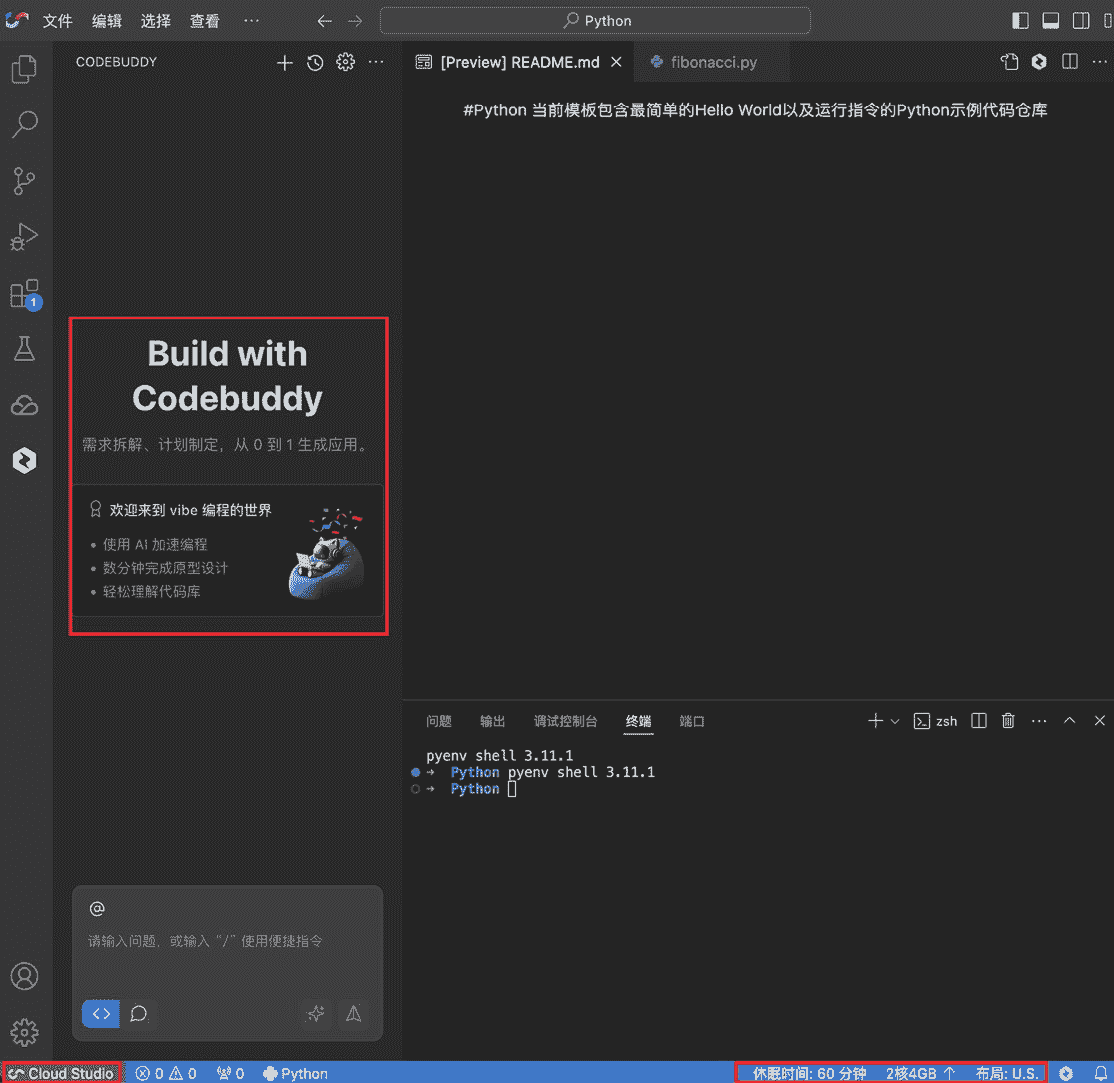 文件 编辑 选择 查看 ··· Python
CODEBUDDY
[Preview] README.md fibonacci.py
#Python 当前模板包含最简单的Hello World以及运行指令的Python示例代码仓库
1
Build with
Codebuddy
需求拆解、计划制定，从 0 到 1 生成应用。
欢迎来到 vibe 编程的世界
• 使用 AI 加速编程
• 数分钟完成原型设计
• 轻松理解代码库
问题 输出 调试控制台 终端 端口 zsh
pyenv shell 3.11.1
➜ Python pyenv shell 3.11.1
➜ Python
@
请输入问题，或输入 “/” 使用便捷指令
Cloud Studio 0 0 0 Python 休眠时间: 60 分钟 2核4GB ↑ 布局: U.S.